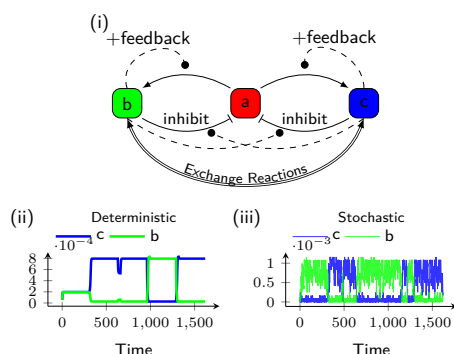 (i)
+feedback +feedback
b a c
inhibit inhibit
Exchange Reactions
(ii) Deterministic
c b
·10⁻⁴
8
6
4
2
0
0 500 1,000 1,500
Time
(iii) Stochastic
c b
·10⁻³
1
0.5
0
0 500 1,000 1,500
Time